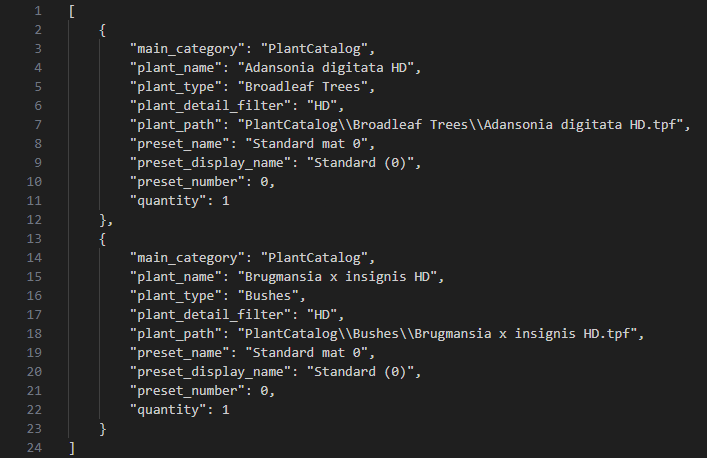 1 [
2 {
3 "main_category": "PlantCatalog",
4 "plant_name": "Adansonia digitata HD",
5 "plant_type": "Broadleaf Trees",
6 "plant_detail_filter": "HD",
7 "plant_path": "PlantCatalog\\Broadleaf Trees\\Adansonia digitata HD.tpf",
8 "preset_name": "Standard mat 0",
9 "preset_display_name": "Standard (0)",
10 "preset_number": 0,
11 "quantity": 1
12 },
13 {
14 "main_category": "PlantCatalog",
15 "plant_name": "Brugmansia x insignis HD",
16 "plant_type": "Bushes",
17 "plant_detail_filter": "HD",
18 "plant_path": "PlantCatalog\\Bushes\\Brugmansia x insignis HD.tpf",
19 "preset_name": "Standard mat 0",
20 "preset_display_name": "Standard (0)",
21 "preset_number": 0,
22 "quantity": 1
23 }
24 ]